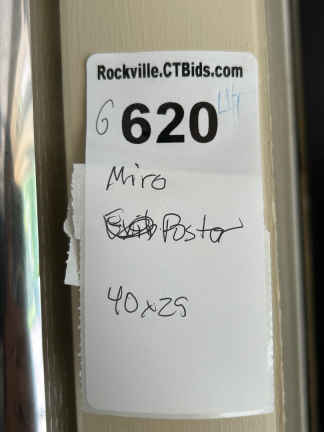 Rockville.CTBids.com
G 620
Miro
Poster
40x29